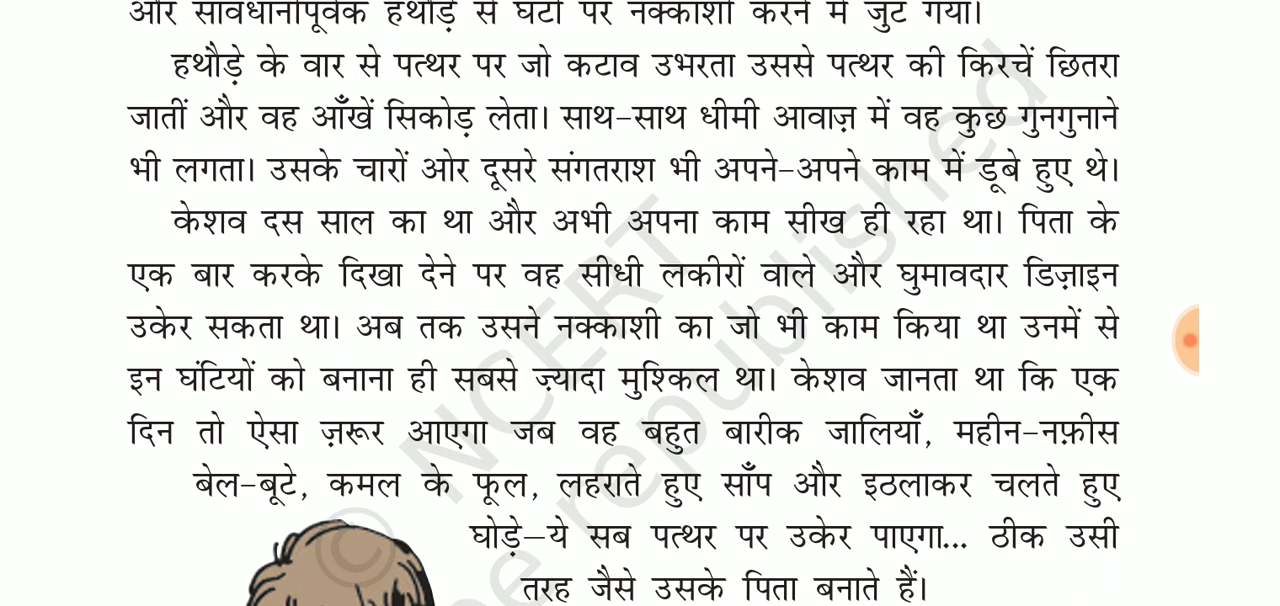 और सावधानीपूर्वक हथौड़े से घंटी पर नक्काशी करने में जुट गया।
हथौड़े के वार से पत्थर पर जो कटाव उभरता उससे पत्थर की किरचें छितरा
जातीं और वह आँखें सिकोड़ लेता। साथ-साथ धीमी आवाज़ में वह कुछ गुनगुनाने
भी लगता। उसके चारों ओर दूसरे संगतराश भी अपने-अपने काम में डूबे हुए थे।
केशव दस साल का था और अभी अपना काम सीख ही रहा था। पिता के
एक बार करके दिखा देने पर वह सीधी लकीरों वाले और घुमावदार डिज़ाइन
उकेर सकता था। अब तक उसने नक्काशी का जो भी काम किया था उनमें से
इन घंटियों को बनाना ही सबसे ज़्यादा मुश्किल था। केशव जानता था कि एक
दिन तो ऐसा ज़रूर आएगा जब वह बहुत बारीक जालियाँ, महीन-नफ़ीस
बेल-बूटे, कमल के फूल, लहराते हुए साँप और इठलाकर चलते हुए
घोड़े–ये सब पत्थर पर उकेर पाएगा... ठीक उसी
तरह जैसे उसके पिता बनाते हैं।
© NCERT
be republished